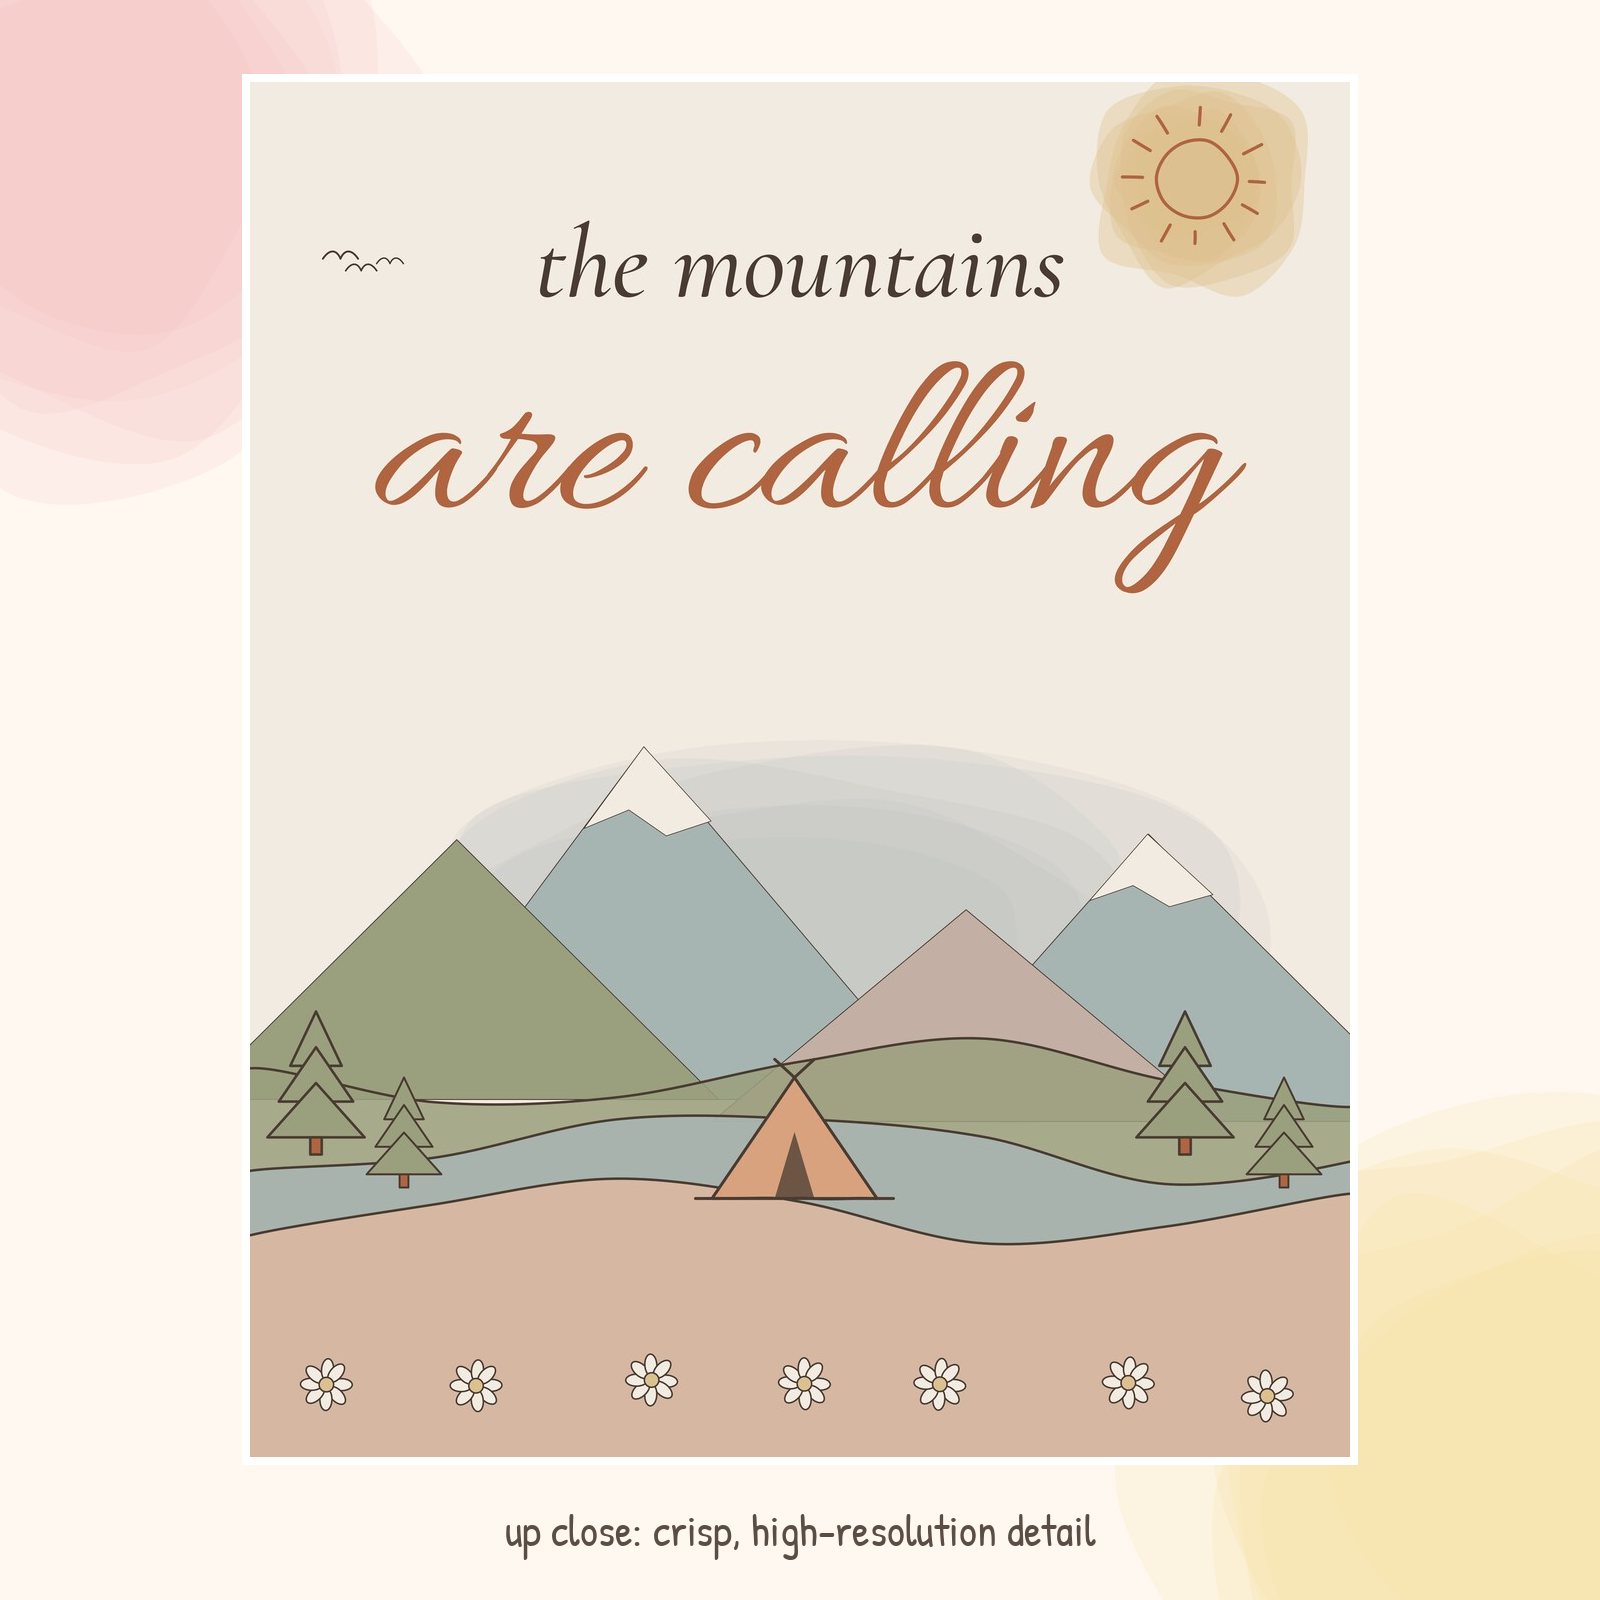 the mountains
are calling
up close: crisp, high-resolution detail